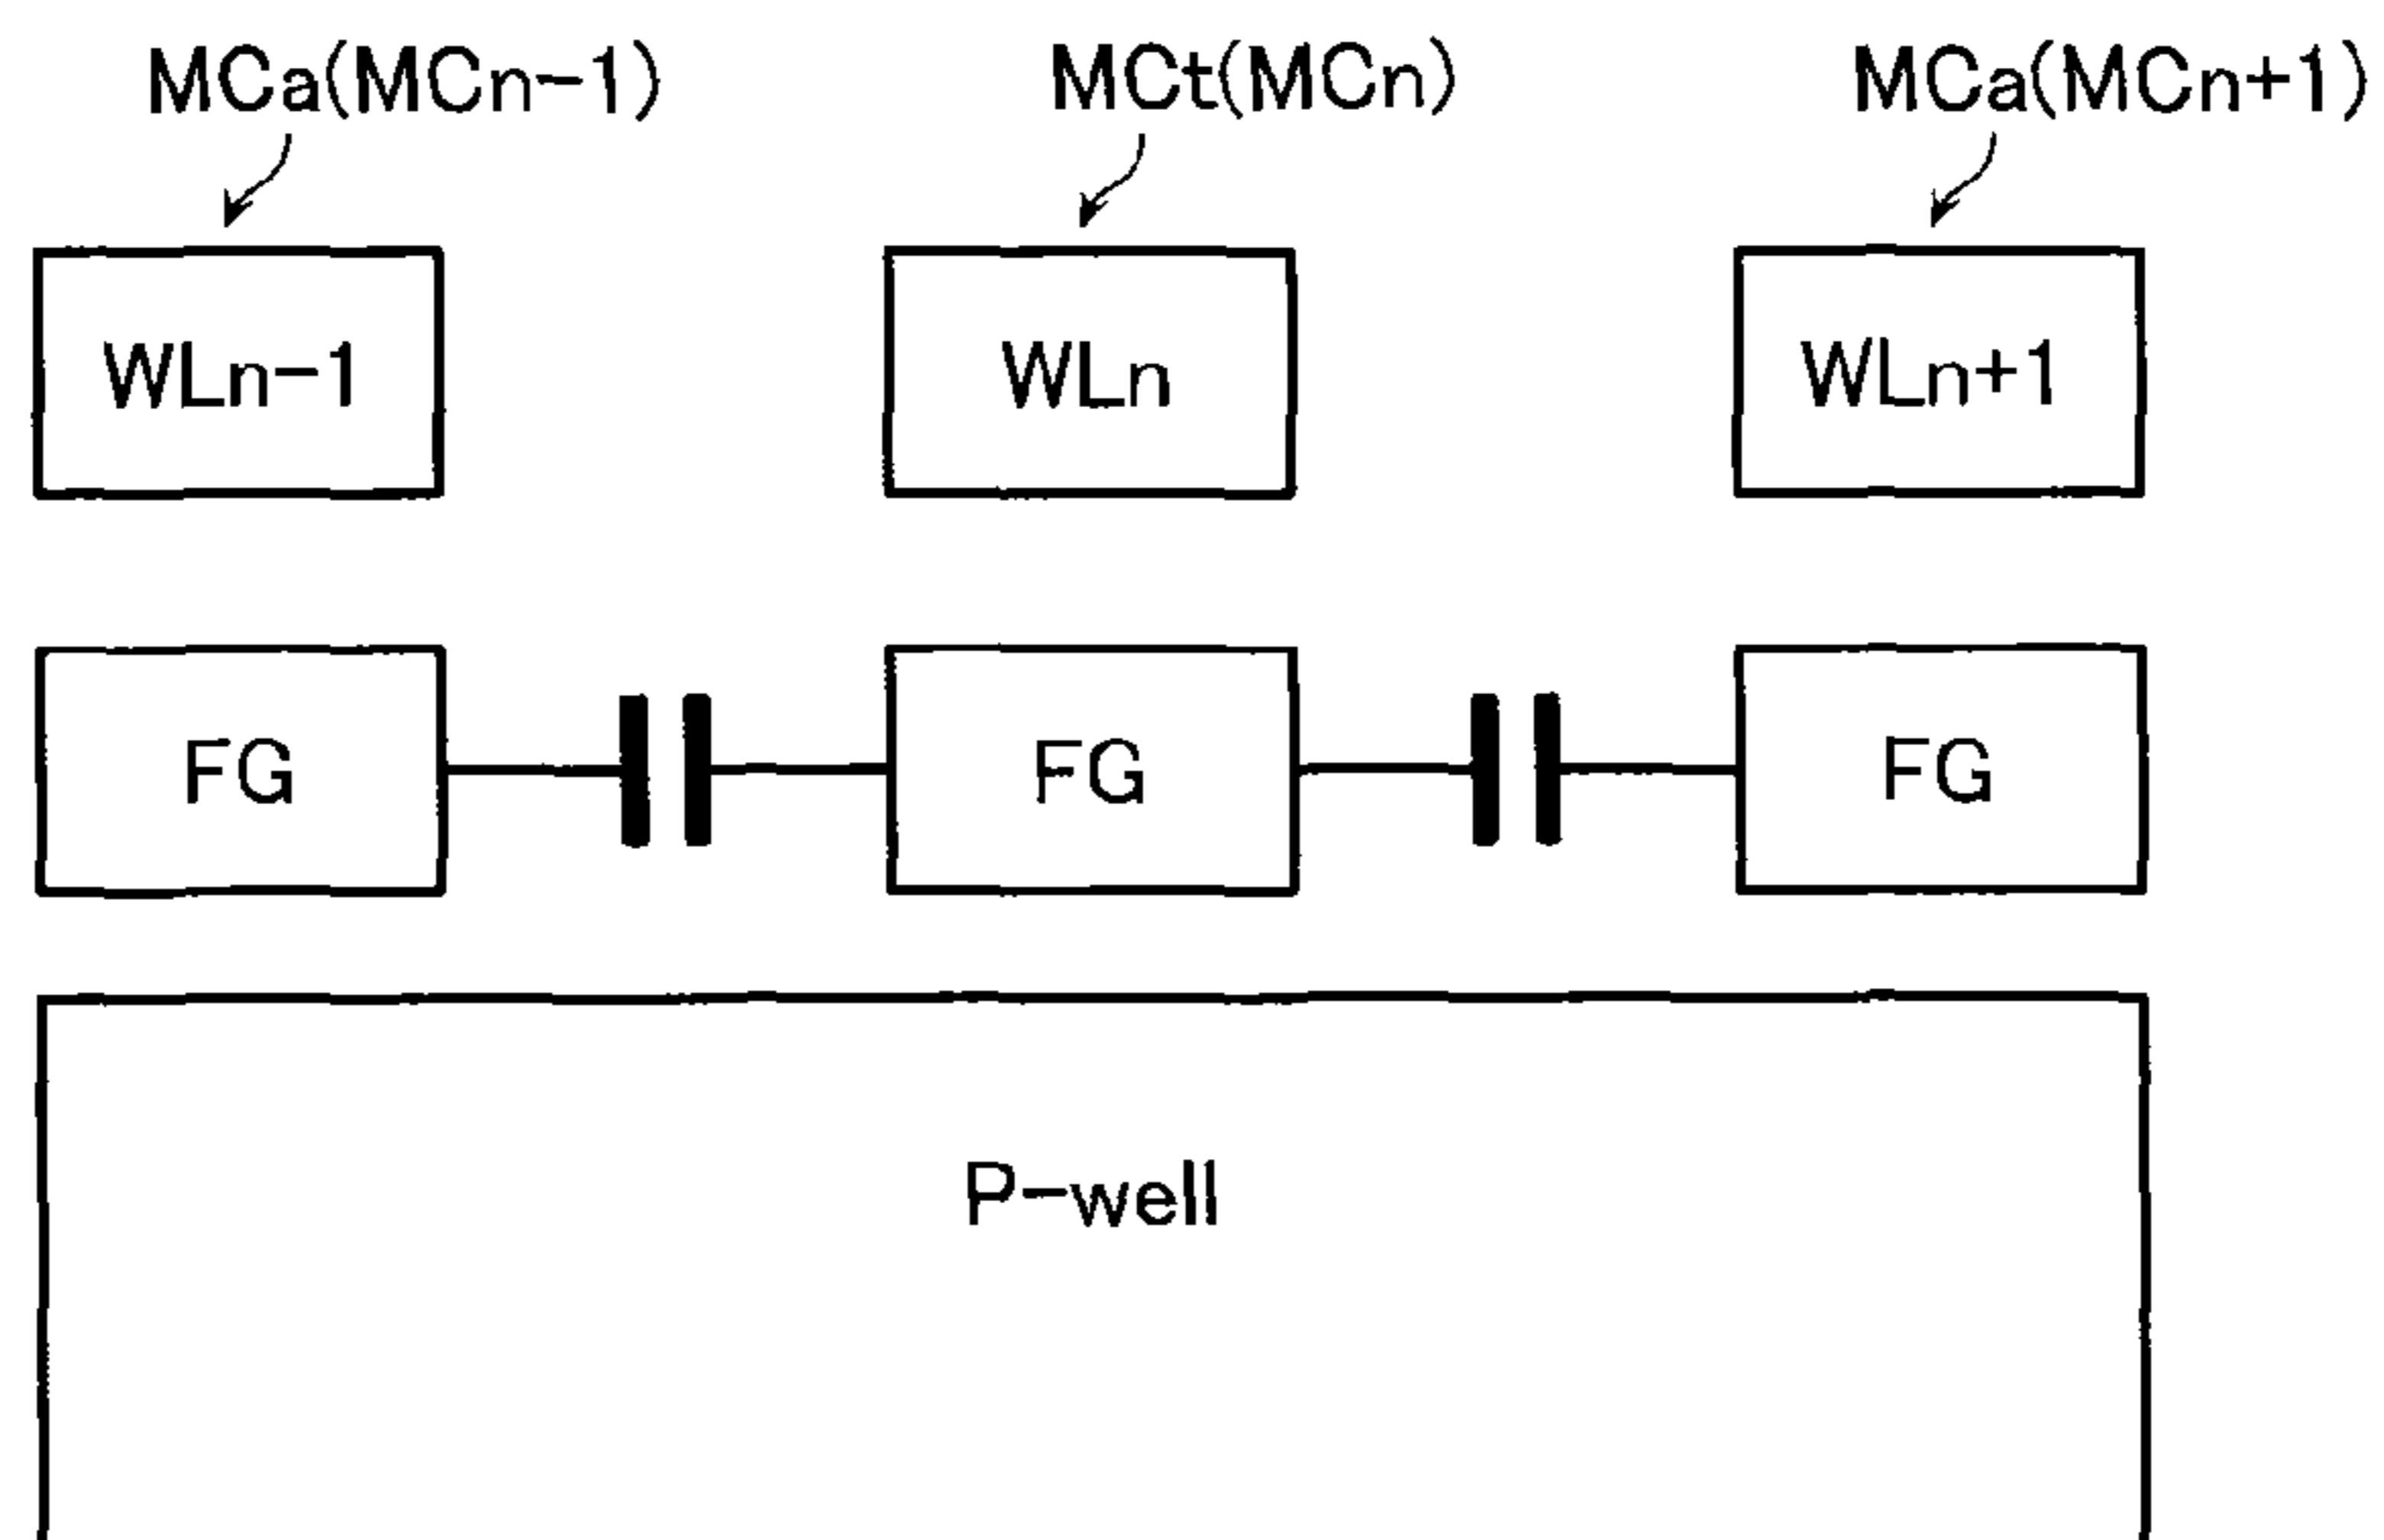 MCa(MCn-1) MCt(MCn) MCa(MCn+1)
WLn-1 WLn WLn+1
FG FG FG
P-well